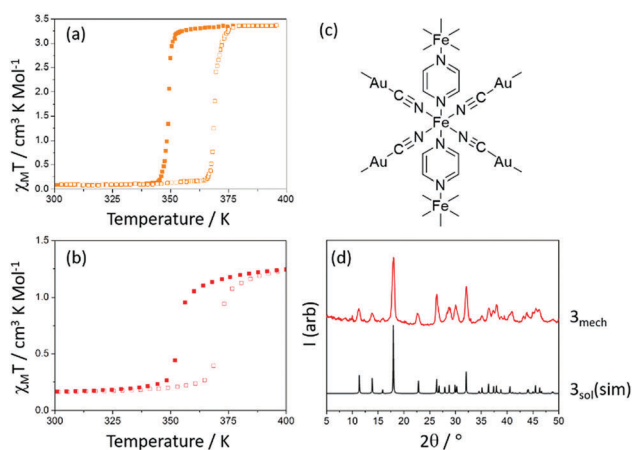 (a)
3.5
3.0
2.5
2.0
1.5
1.0
0.5
0.0
χMT / cm³ K Mol⁻¹
300 325 350 375 400
Temperature / K
(b)
1.5
1.0
0.5
0.0
χMT / cm³ K Mol⁻¹
300 325 350 375 400
Temperature / K
(c)
Fe
N
Au Au
C N N C
N
Fe
N N
C C
Au N Au
N
Fe
(d)
I (arb)
3mech
3sol(sim)
5 10 15 20 25 30 35 40 45 50
2θ / °